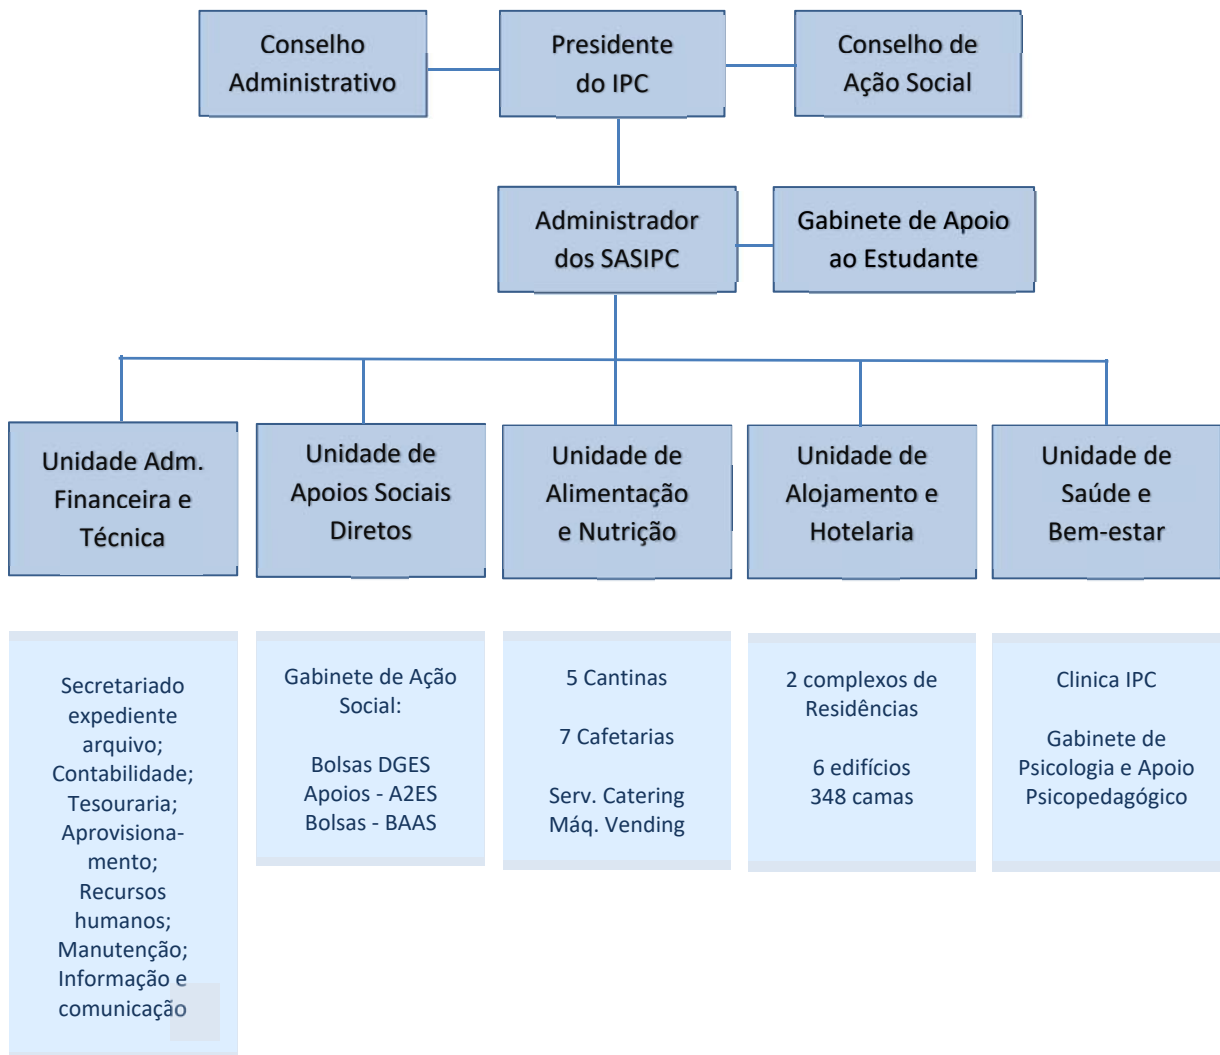 Conselho
Administrativo
Presidente
do IPC
Conselho de
Ação Social
Administrador
dos SASIPC
Gabinete de Apoio
ao Estudante
Unidade Adm.
Financeira e
Técnica
Unidade de
Apoios Sociais
Diretos
Unidade de
Alimentação
e Nutrição
Unidade de
Alojamento e
Hotelaria
Unidade de
Saúde e
Bem-estar
Secretariado
expediente
arquivo;
Contabilidade;
Tesouraria;
Aprovisiona-
mento;
Recursos
humanos;
Manutenção;
Informação e
comunicação
Gabinete de Ação
Social:
Bolsas DGES
Apoios - A2ES
Bolsas - BAAS
5 Cantinas
7 Cafetarias
Serv. Catering
Máq. Vending
2 complexos de
Residências
6 edifícios
348 camas
Clinica IPC
Gabinete de
Psicologia e Apoio
Psicopedagógico